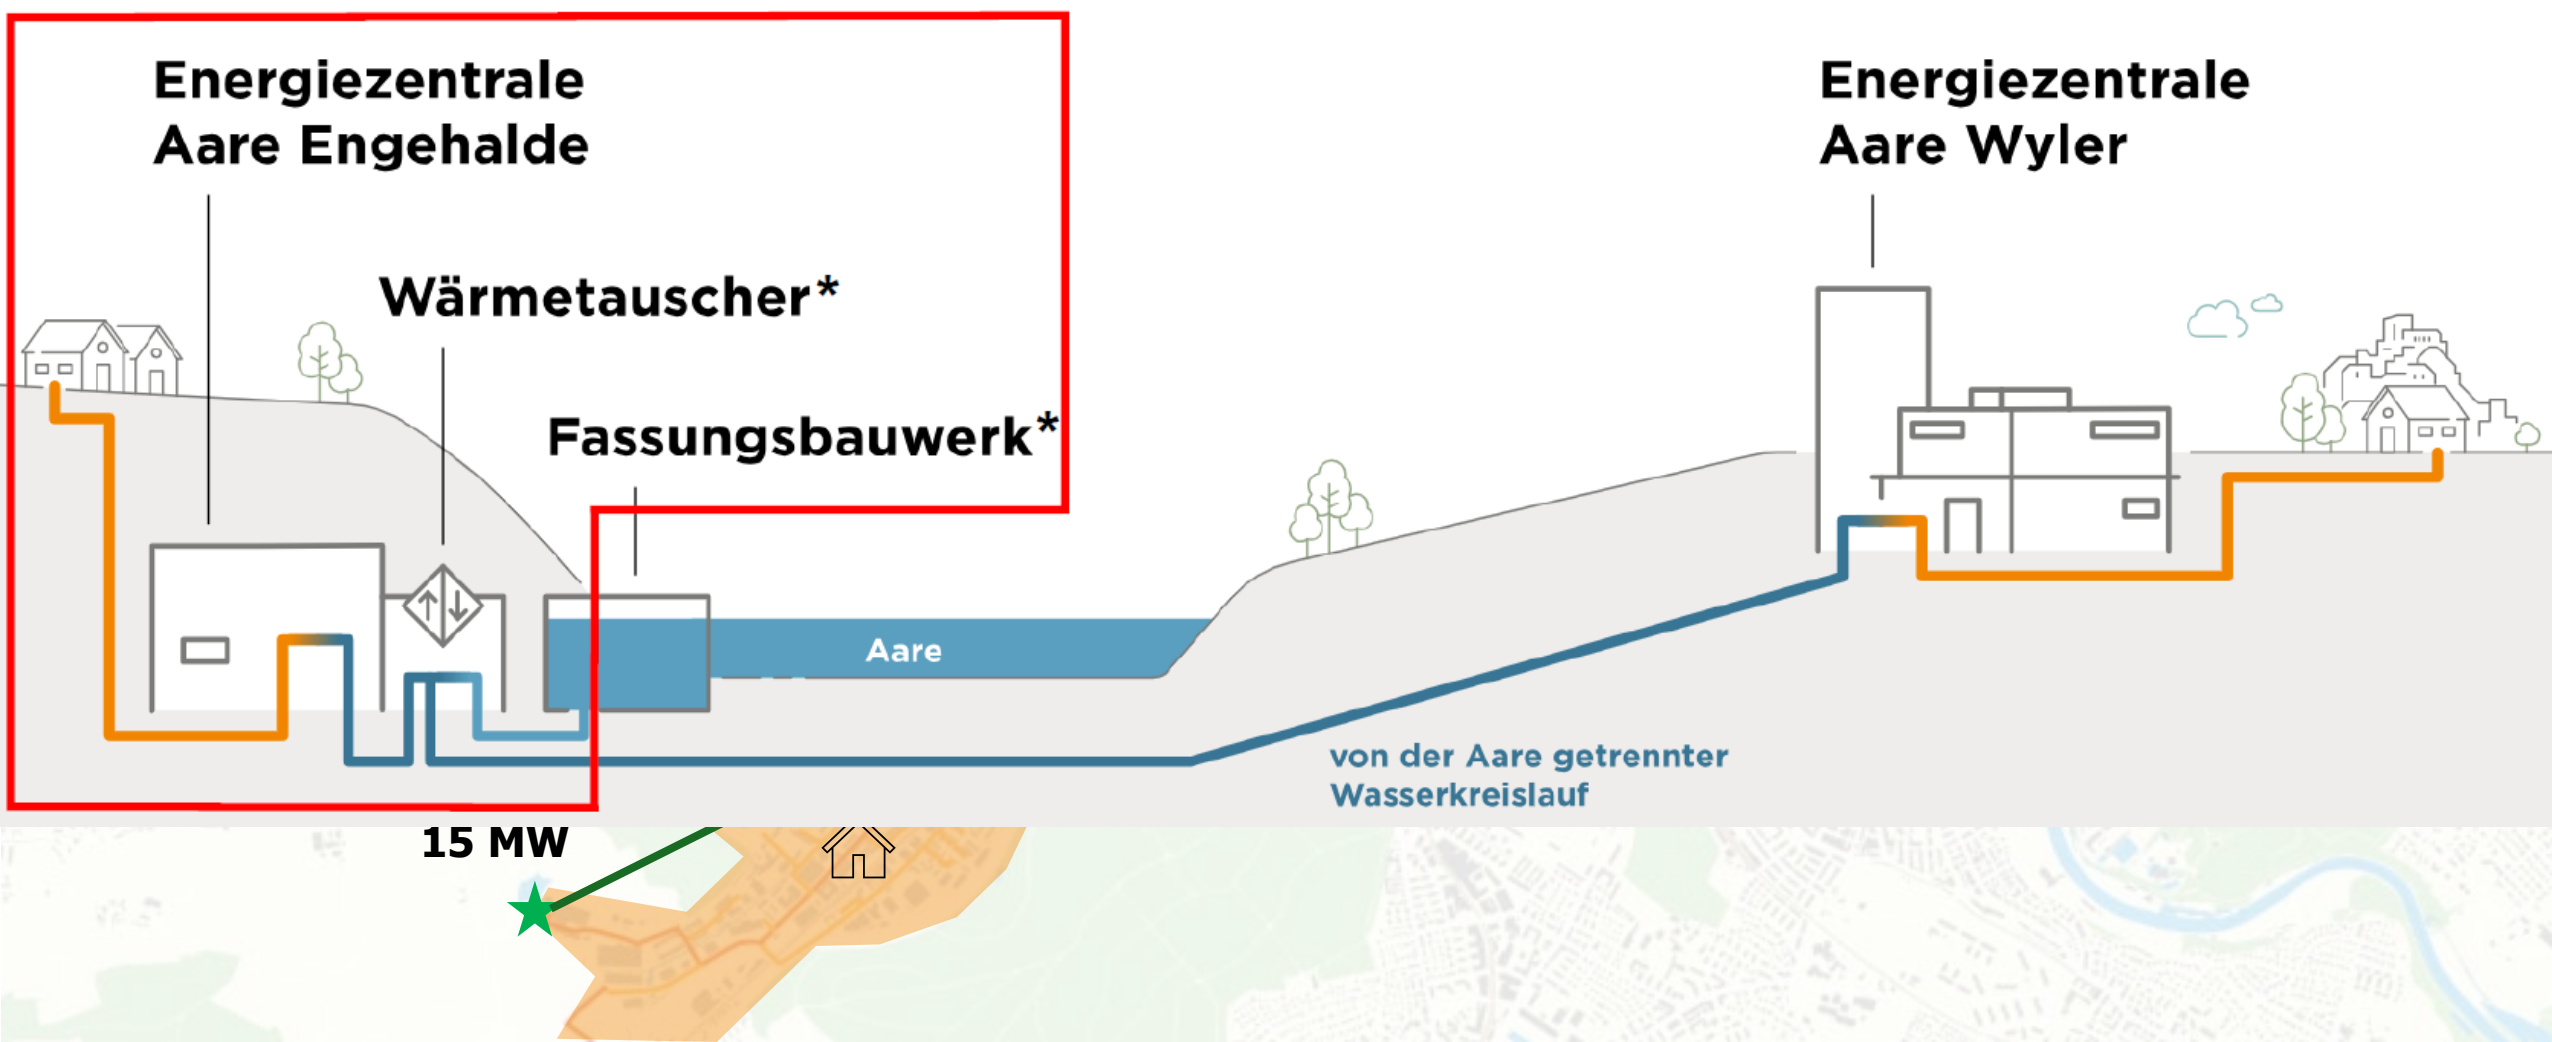 Energiezentrale
Aare Engehalde
Energiezentrale
Aare Wyler
Wärmetauscher*
Fassungsbauwerk*
Aare
von der Aare getrennter
Wasserkreislauf
15 MW